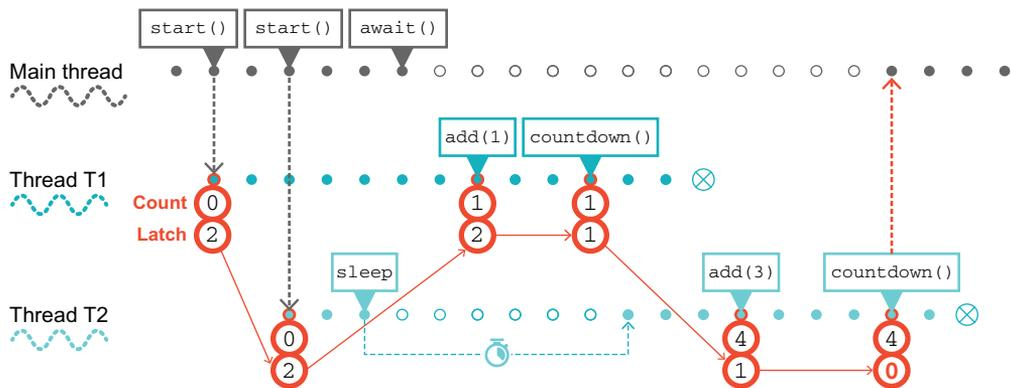 start() start() await()
Main thread
add(1) countdown()
Thread T1
Count 0 1 1
Latch 2 2 1
sleep add(3) countdown()
Thread T2
0 4 4
2 1 0